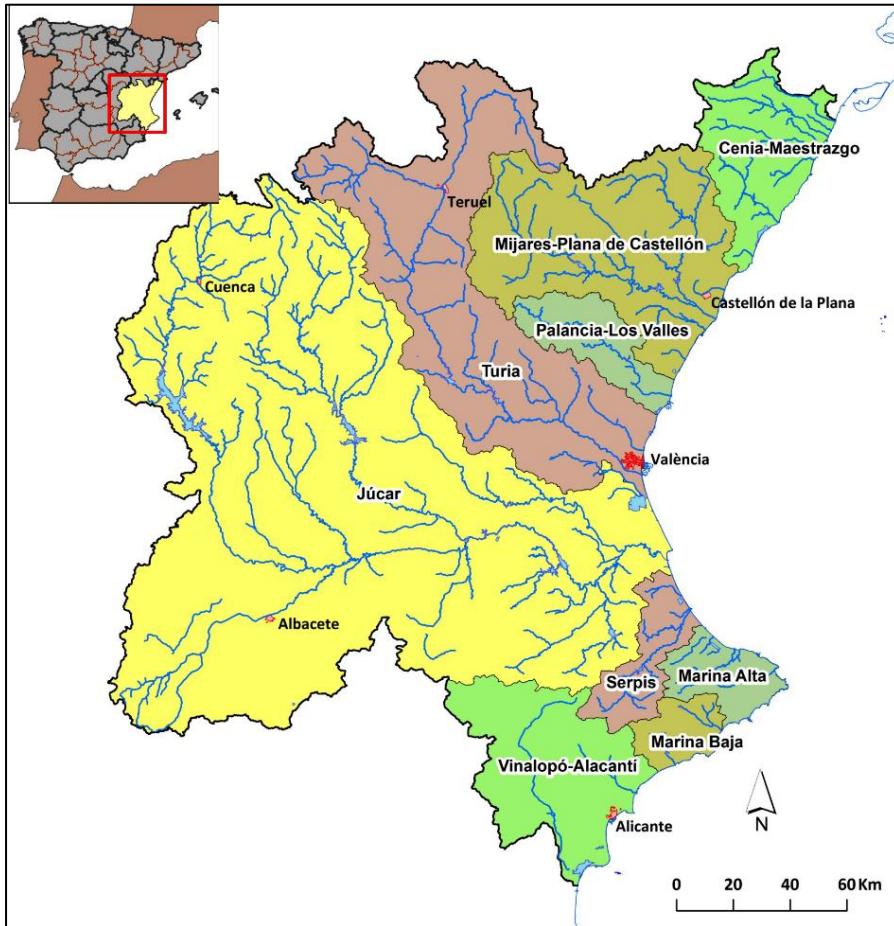 Cenia-Maestrazgo
Teruel
Mijares-Plana de Castellón
Cuenca
Castellón de la Plana
Palancia-Los Valles
Turia
València
Júcar
Albacete
Serpis
Marina Alta
Marina Baja
Vinalopó-Alacantí
Alicante
N
0 20 40 60 Km